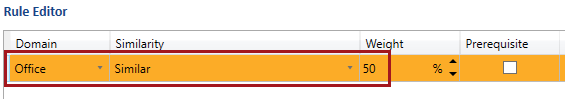 Rule Editor
Domain Similarity Weight Prerequisite
Office Similar 50 %